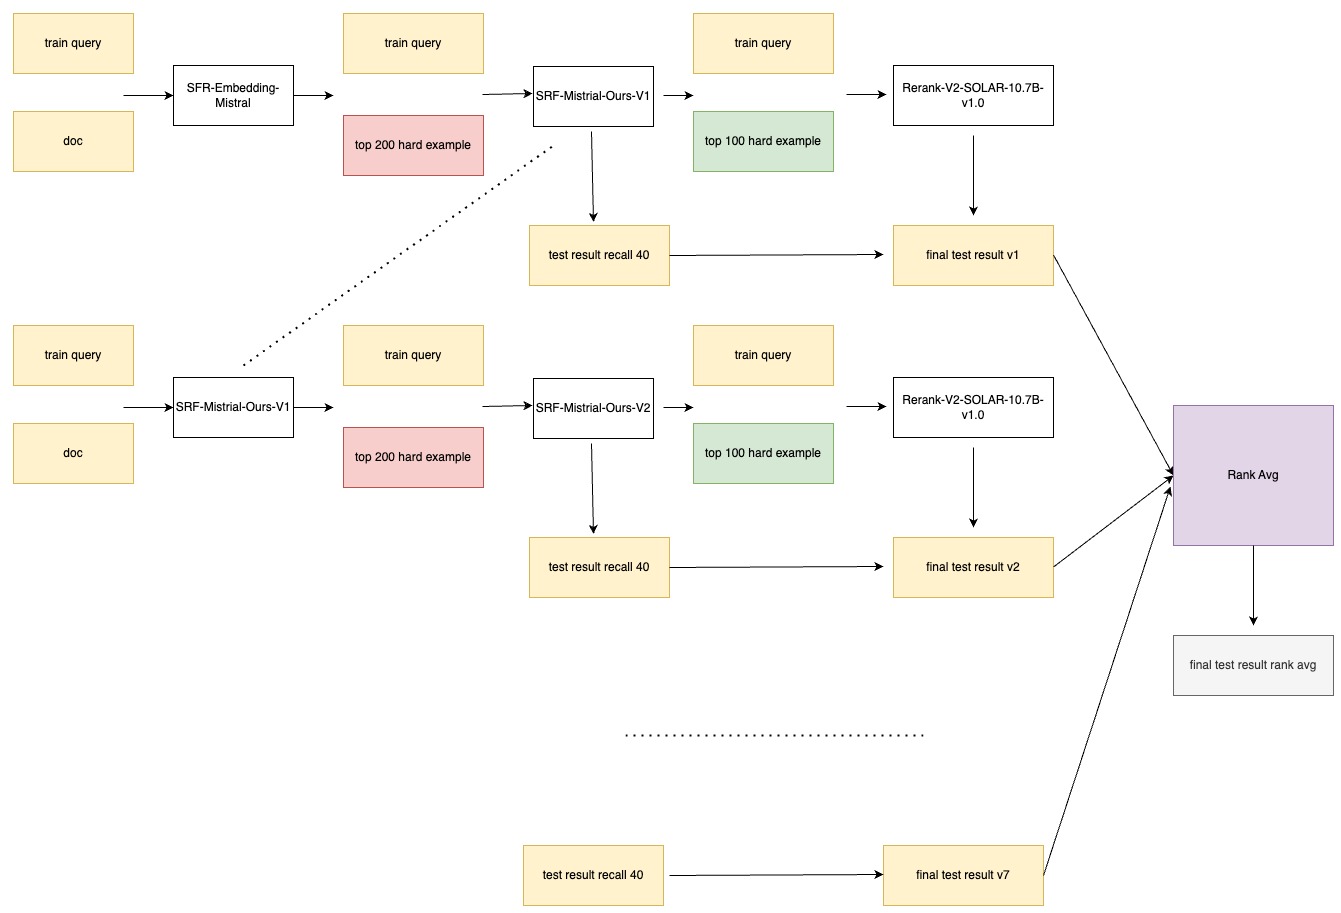 train query
train query
train query
SFR-Embedding-
Mistral
SRF-Mistrial-Ours-V1
Rerank-V2-SOLAR-10.7B-
v1.0
doc
top 200 hard example
top 100 hard example
test result recall 40
final test result v1
train query
train query
train query
SRF-Mistrial-Ours-V1
SRF-Mistrial-Ours-V2
Rerank-V2-SOLAR-10.7B-
v1.0
doc
top 200 hard example
top 100 hard example
Rank Avg
test result recall 40
final test result v2
final test result rank avg
test result recall 40
final test result v7